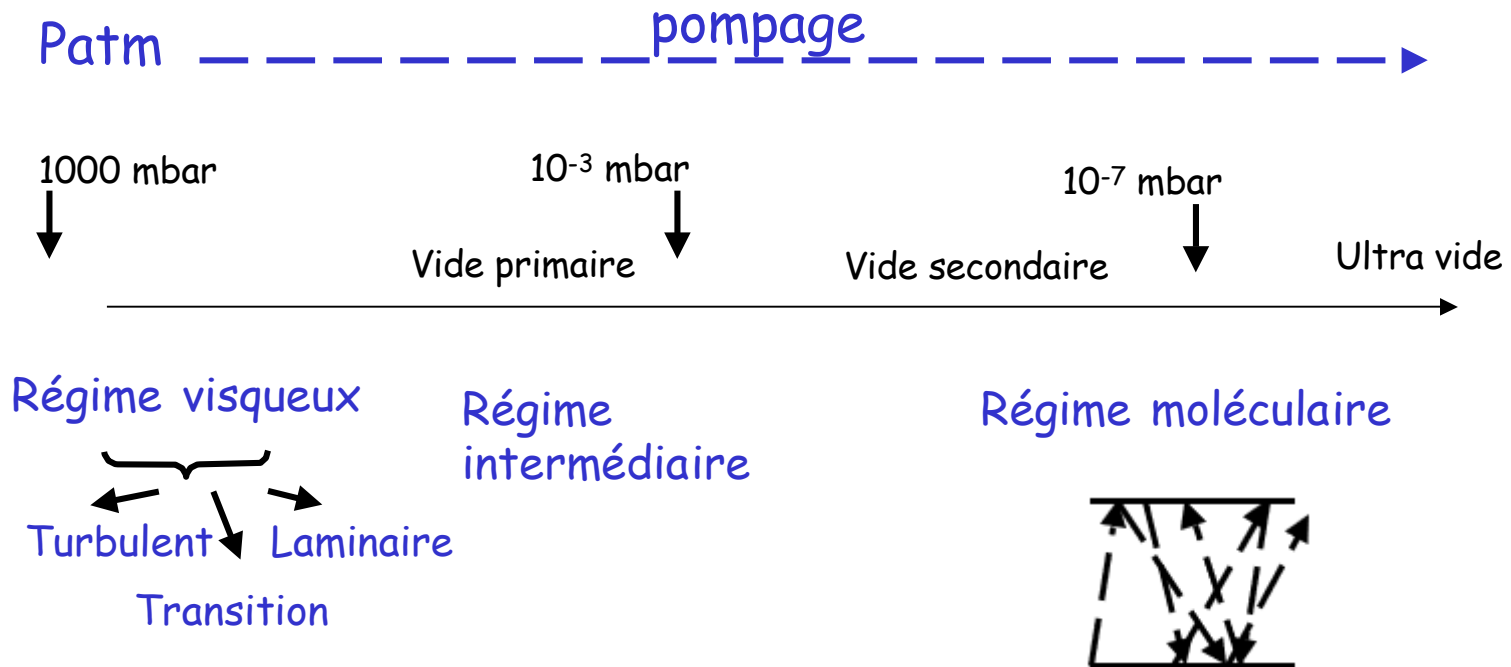 Patm
pompage
1000 mbar
10⁻³ mbar
10⁻⁷ mbar
Vide primaire
Vide secondaire
Ultra vide
Régime visqueux
Régime
intermédiaire
Régime moléculaire
Turbulent
Laminaire
Transition